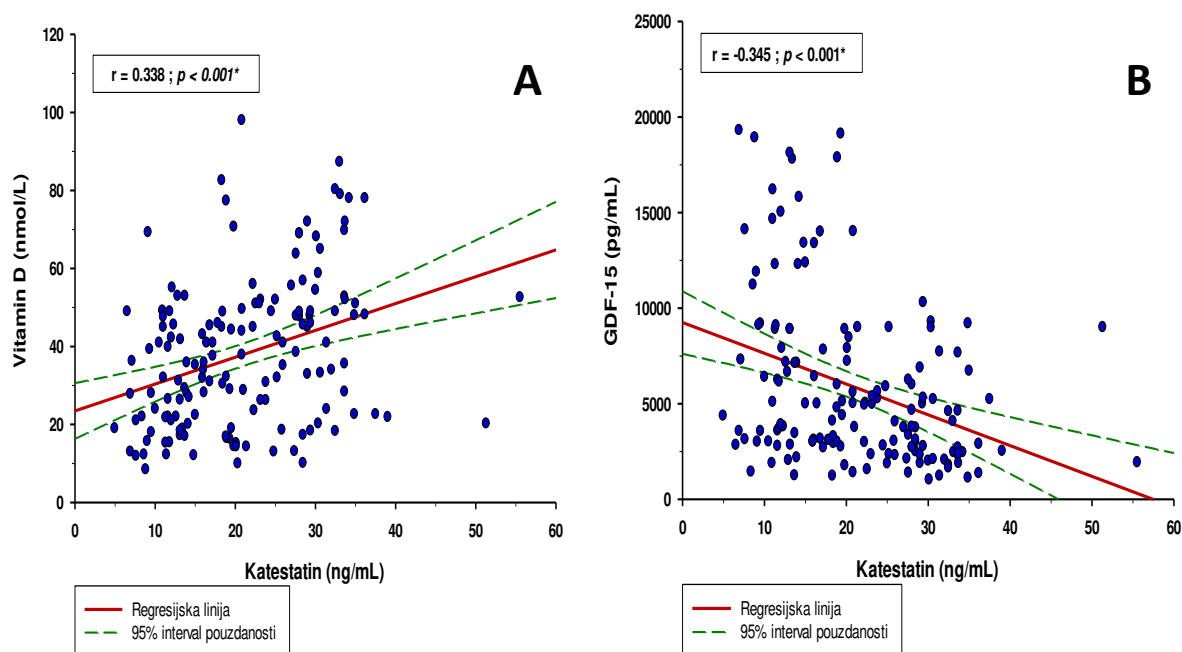 r = 0.338 ; p < 0.001*
A
Vitamin D (nmol/L)
120
100
80
60
40
20
0
0 10 20 30 40 50 60
Katestatin (ng/mL)
Regresijska linija
95% interval pouzdanosti
r = -0.345 ; p < 0.001*
B
GDF-15 (pg/mL)
25000
20000
15000
10000
5000
0
0 10 20 30 40 50 60
Katestatin (ng/mL)
Regresijska linija
95% interval pouzdanosti